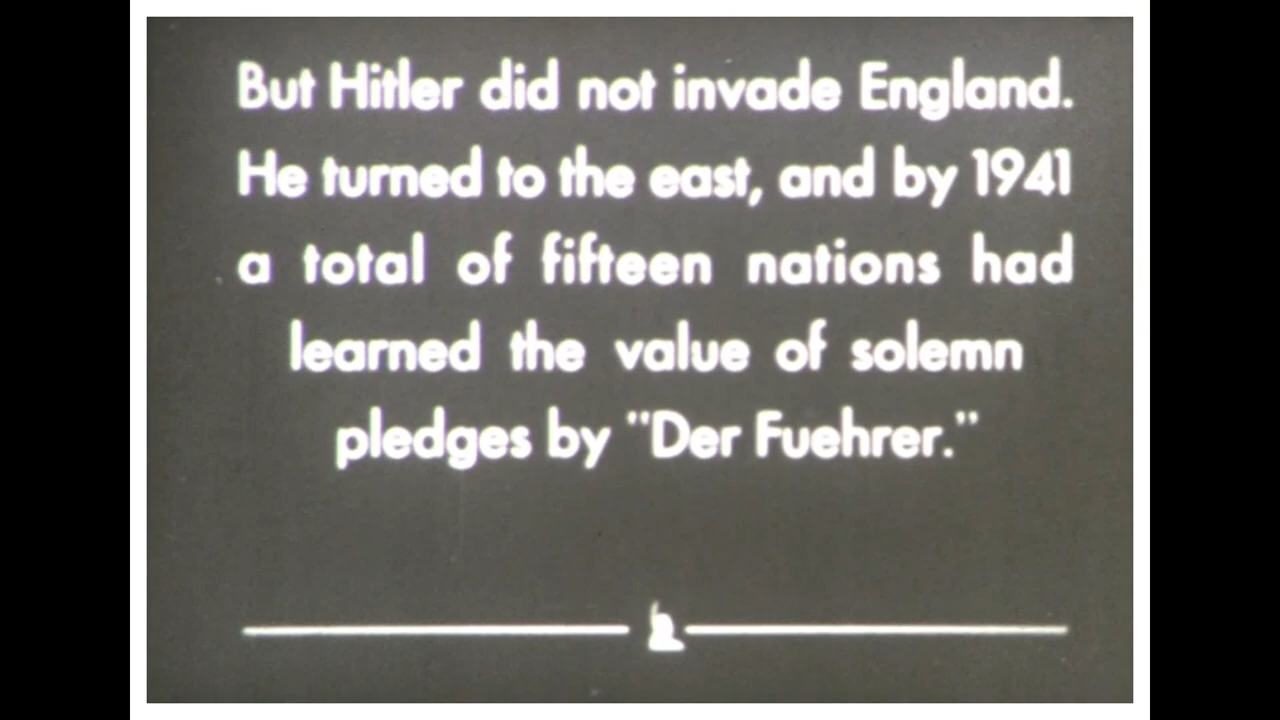 But Hitler did not invade England.
He turned to the east, and by 1941
a total of fifteen nations had
learned the value of solemn
pledges by "Der Fuehrer."